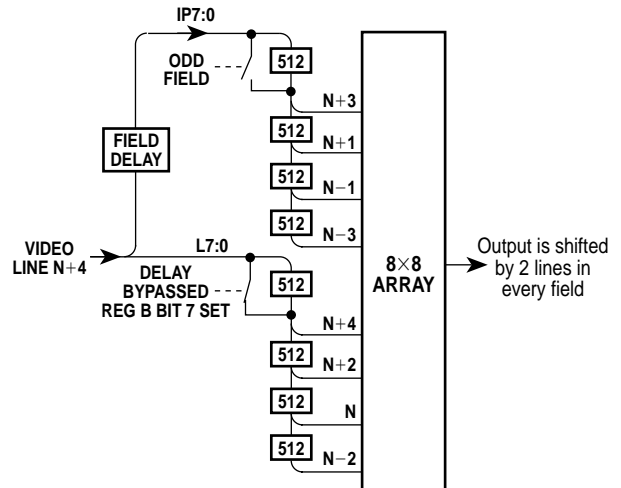 IP7:0
ODD
FIELD
512
N+3
512
N+1
512
N−1
512
N−3
FIELD
DELAY
VIDEO
LINE N+4
L7:0
DELAY
BYPASSED
REG B BIT 7 SET
512
N+4
512
N+2
512
N
512
N−2
8×8
ARRAY
Output is shifted
by 2 lines in
every field